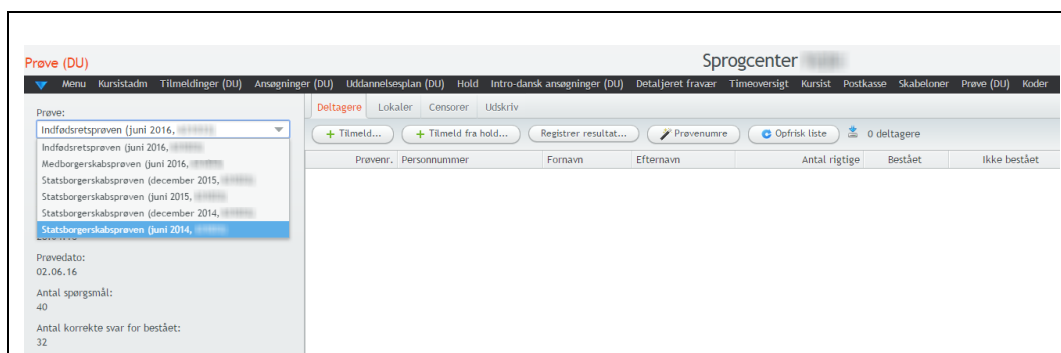 Prøve (DU)
Sprogcenter
Menu Kursistadm Tilmeldinger (DU) Ansøgninger (DU) Uddannelsesplan (DU) Hold Intro-dansk ansøgninger (DU) Detaljeret fravær Timeoversigt Kursist Postkasse Skabeloner Prøve (DU) Koder
Prøve:
Indfødsretsprøven (juni 2016,
Indfødsretsprøven (juni 2016,
Medborgerskabsprøven (juni 2016,
Statsborgerskabsprøven (december 2015,
Statsborgerskabsprøven (juni 2015,
Statsborgerskabsprøven (december 2014,
Statsborgerskabsprøven (juni 2014,
Prøvedato:
02.06.16
Antal spørgsmål:
40
Antal korrekte svar for bestået:
32
Deltagere Lokaler Censorer Udskriv
Tilmeld... Tilmeld fra hold... Registrer resultat... Prøvenumre Opfrisk liste 0 deltagere
Prøvenr. Personnummer Fornavn Efternavn Antal rigtige Bestået Ikke bestået